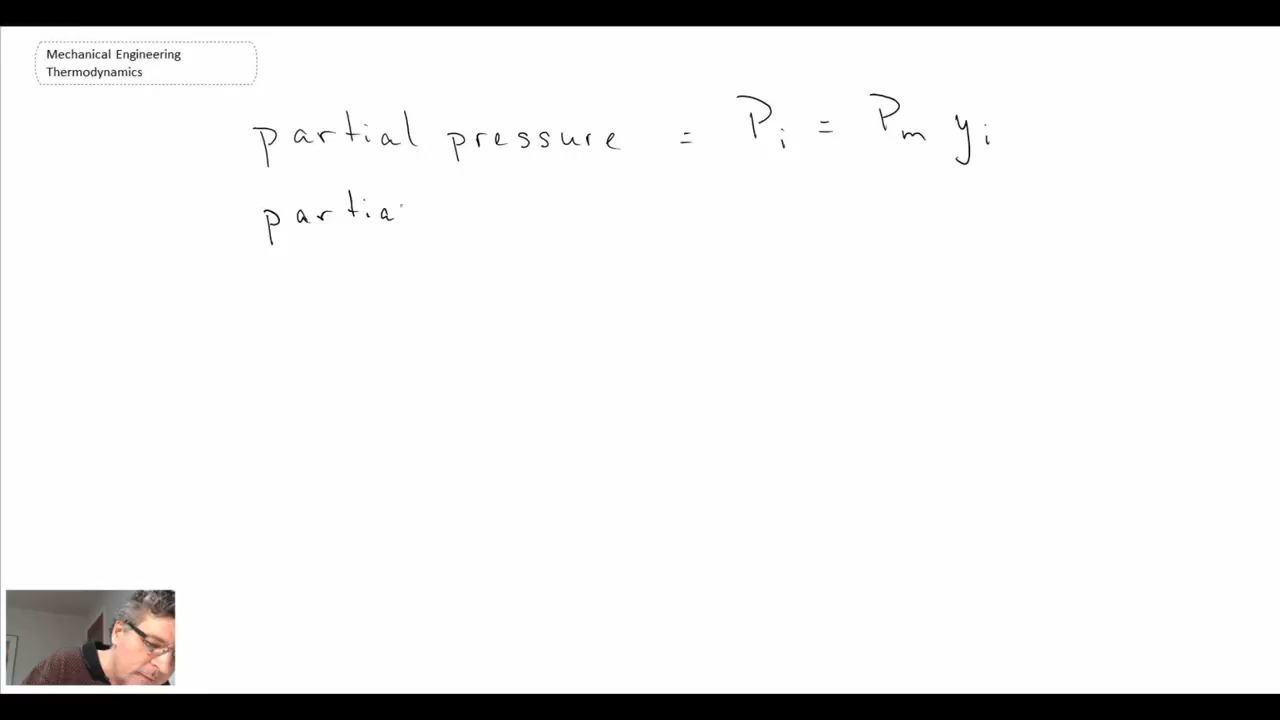 Mechanical Engineering
Thermodynamics
partial pressure = Pi = Pm yi
partia